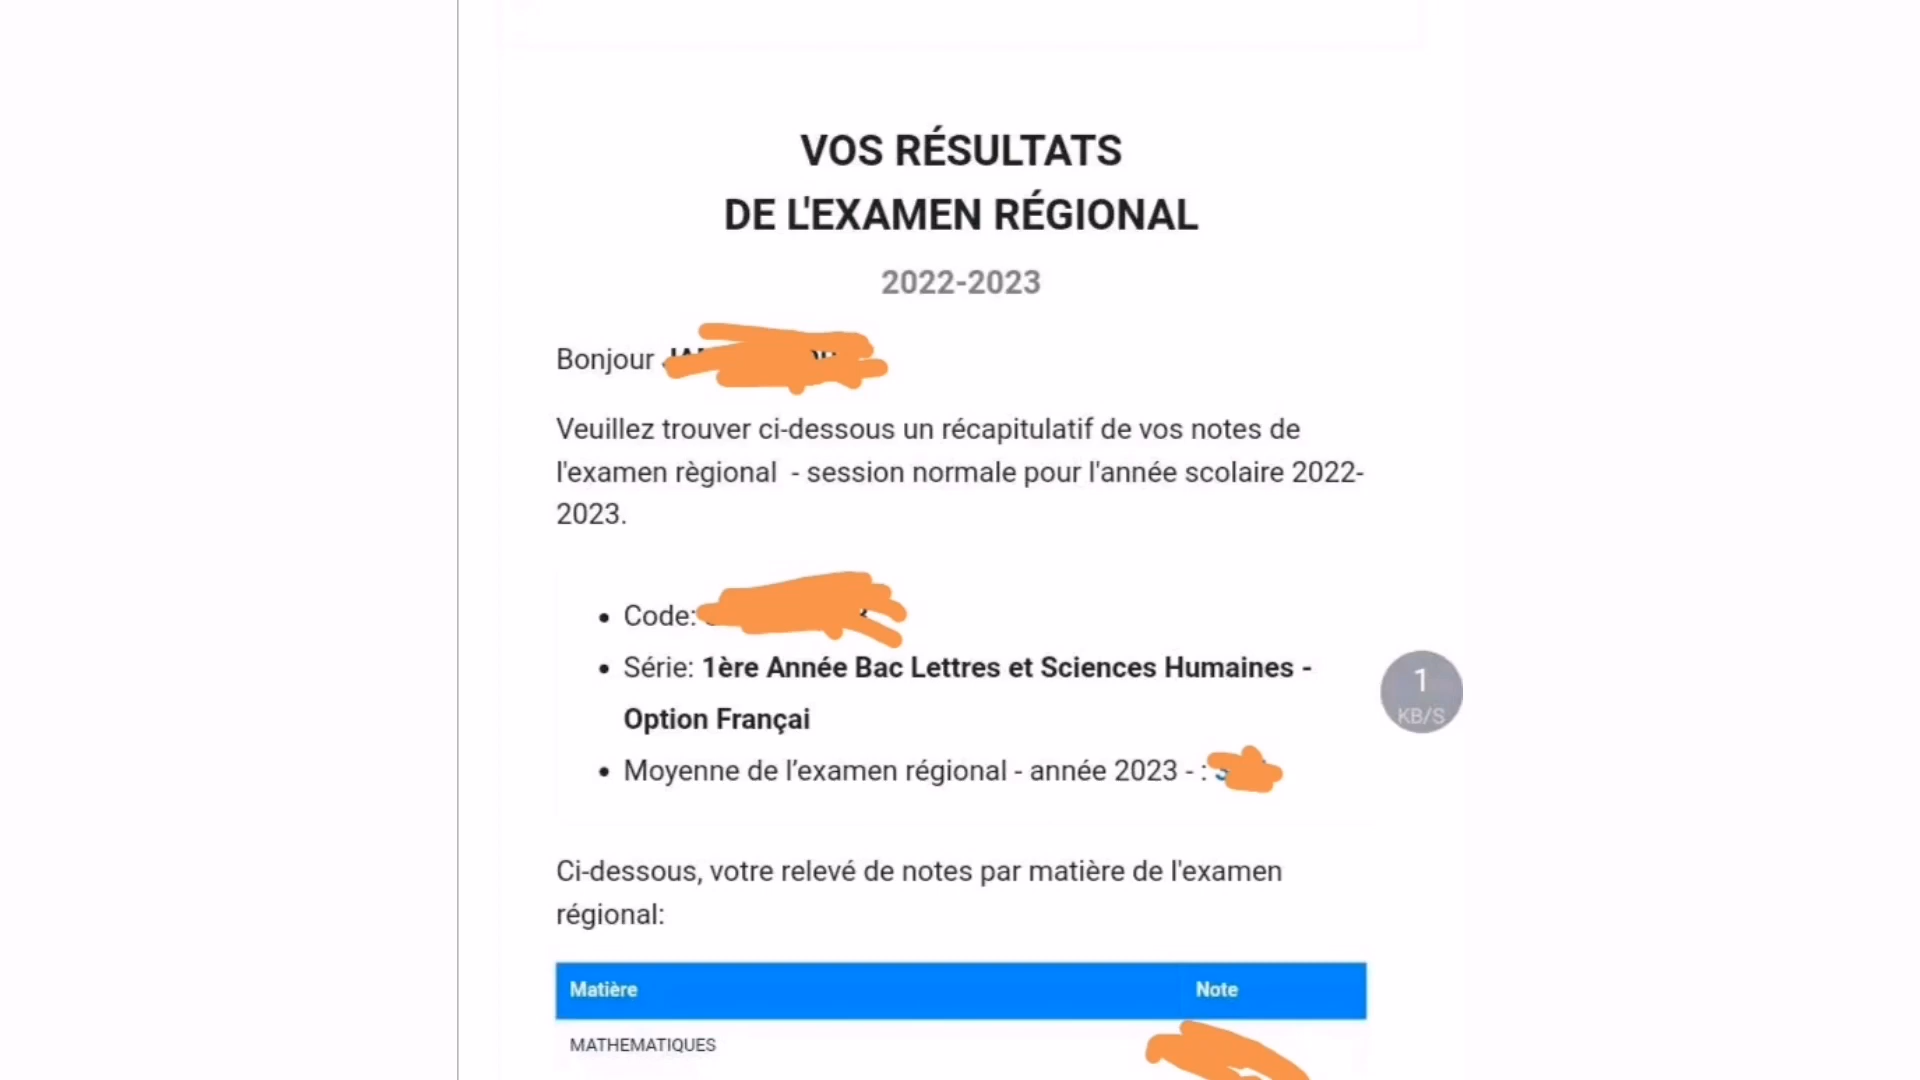 VOS RÉSULTATS
DE L'EXAMEN RÉGIONAL
2022-2023
Bonjour
Veuillez trouver ci-dessous un récapitulatif de vos notes de
l'examen règional - session normale pour l'année scolaire 2022-
2023.
• Code:
• Série: 1ère Année Bac Lettres et Sciences Humaines -
Option Françai
• Moyenne de l’examen régional - année 2023 - :
1
KB/S
Ci-dessous, votre relevé de notes par matière de l'examen
régional:
Matière Note
MATHEMATIQUES